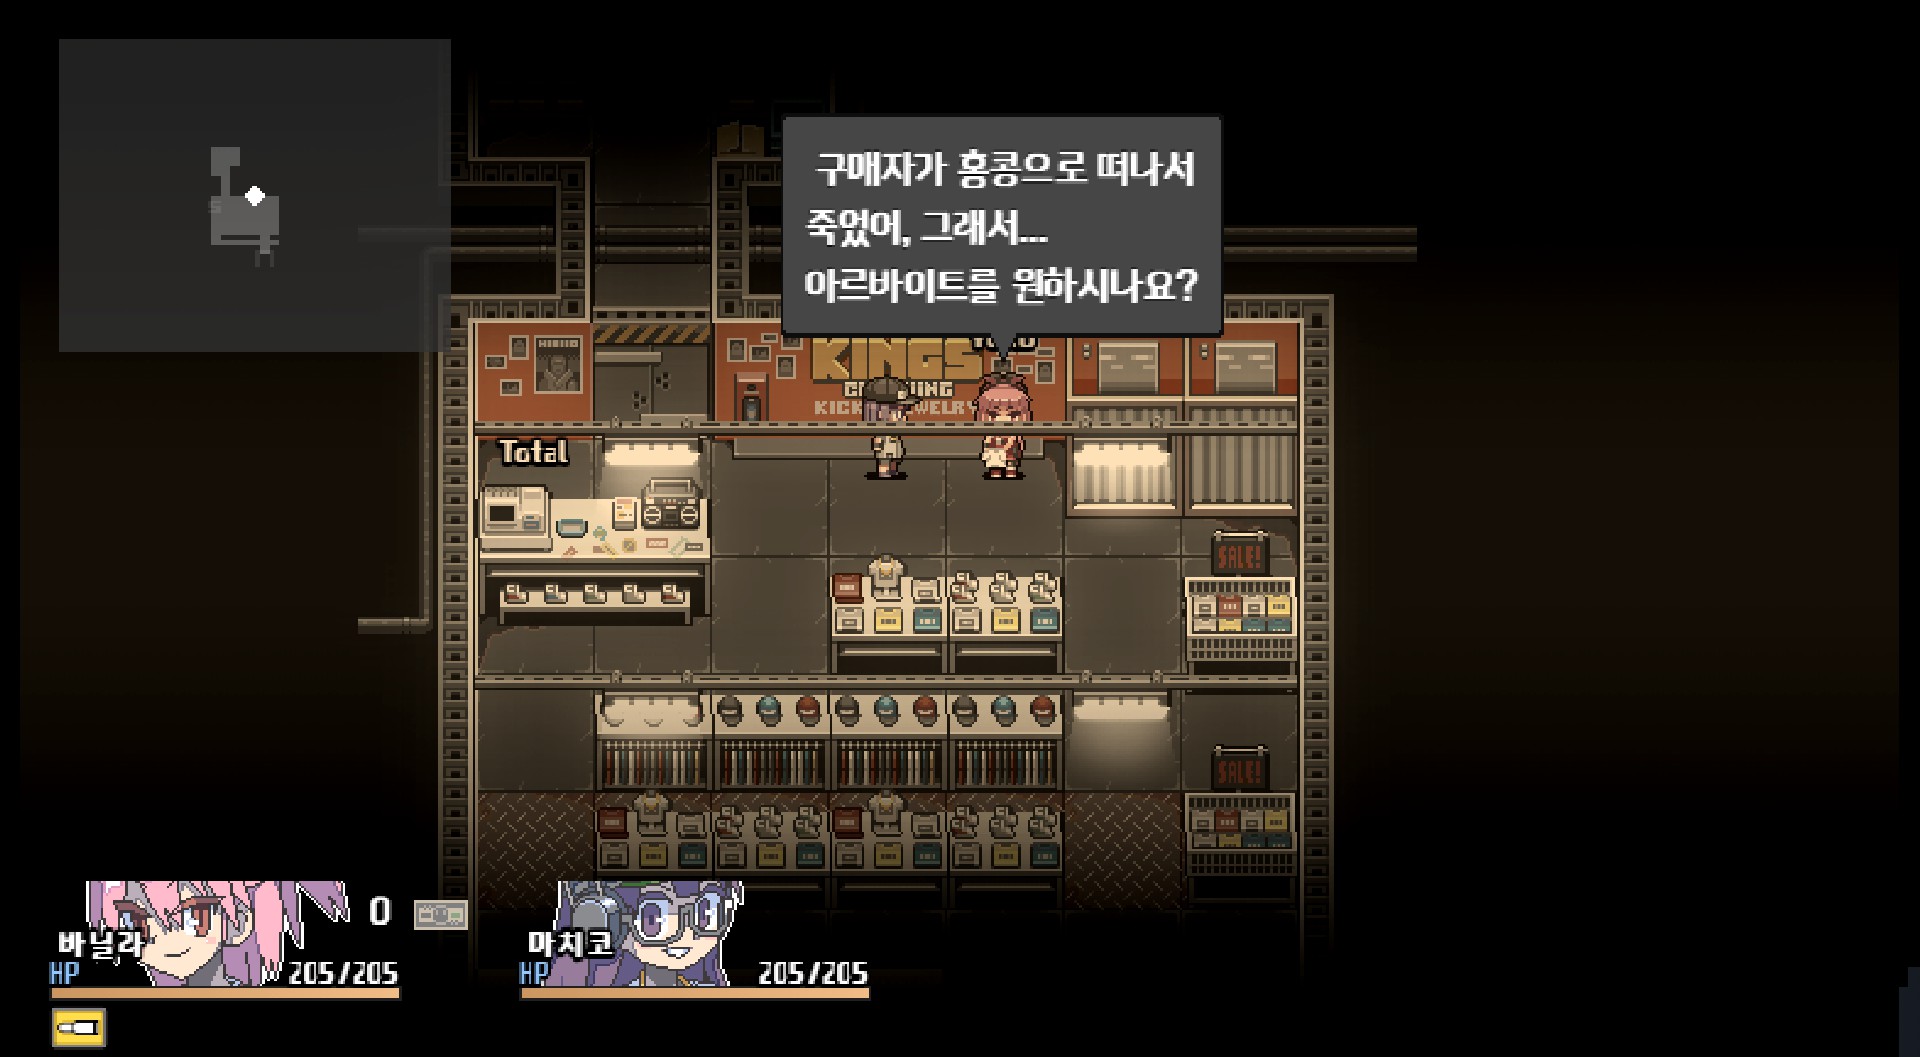 구매자가 홍콩으로 떠나서
죽었어, 그래서...
아르바이트를 원하시나요?
KINGS
Total
SALE!
SALE!
바닐라
0
HP
205/205
마치코
HP
205/205